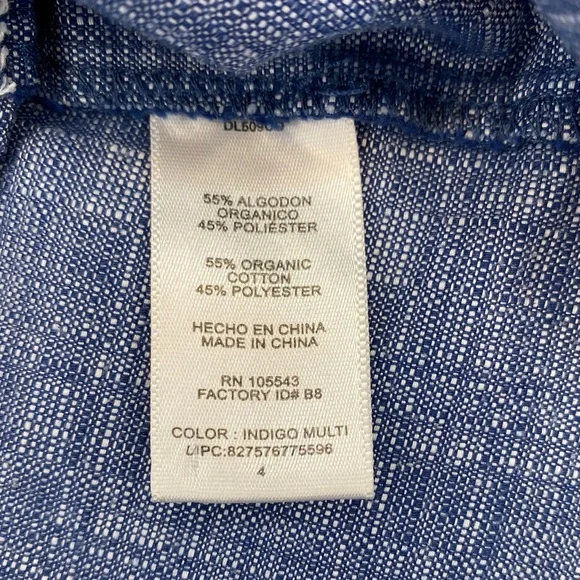 55% ALGODON
ORGANICO
45% POLIÉSTER
55% ORGANIC
COTTON
45% POLYESTER
HECHO EN CHINA
MADE IN CHINA
RN 105543
FACTORY ID# B8
COLOR : INDIGO MULTI
UPC:827576775596
4